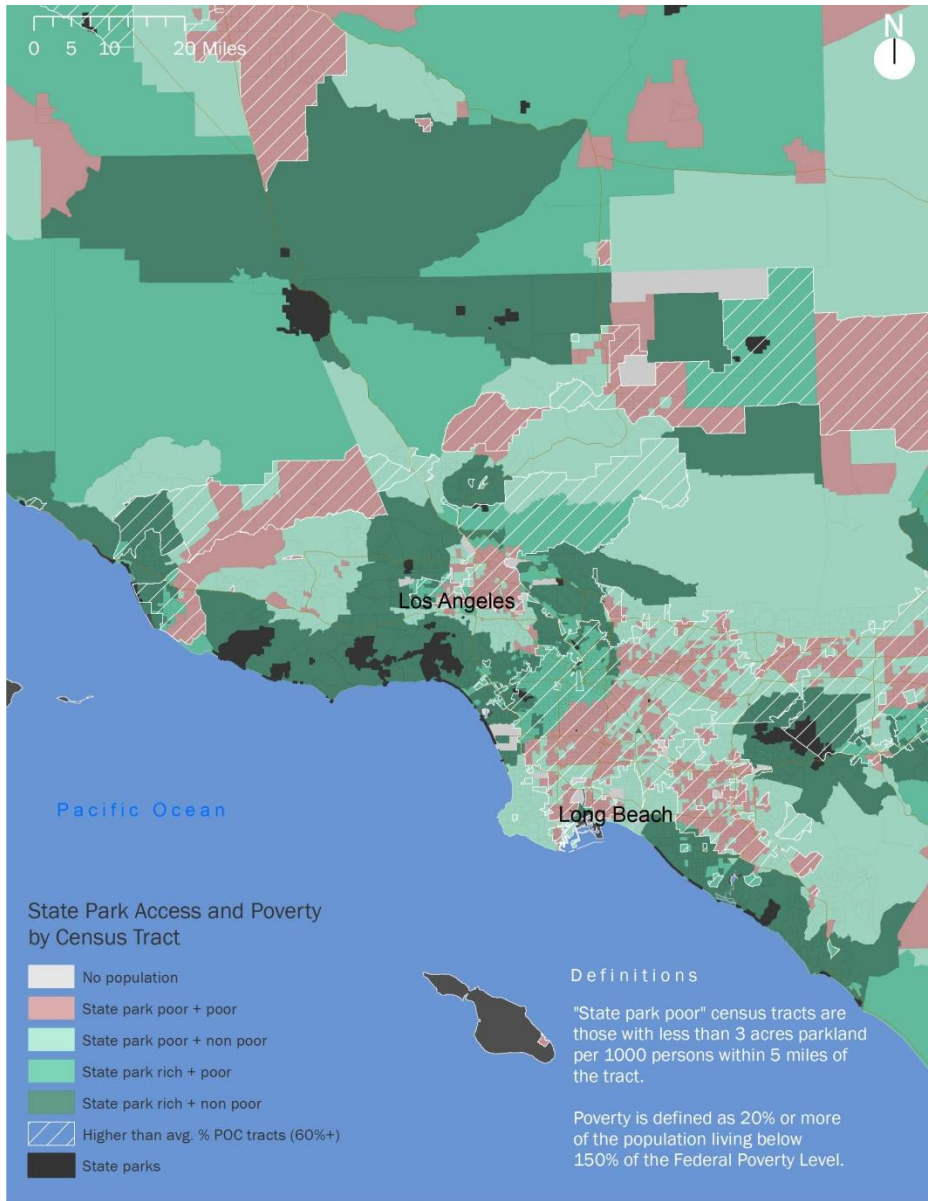 0 5 10 20 Miles
N
Los Angeles
Long Beach
Pacific Ocean
State Park Access and Poverty
by Census Tract
No population
State park poor + poor
State park poor + non poor
State park rich + poor
State park rich + non poor
Higher than avg. % POC tracts (60%+)
State parks
Definitions
"State park poor" census tracts are
those with less than 3 acres parkland
per 1000 persons within 5 miles of
the tract.
Poverty is defined as 20% or more
of the population living below
150% of the Federal Poverty Level.